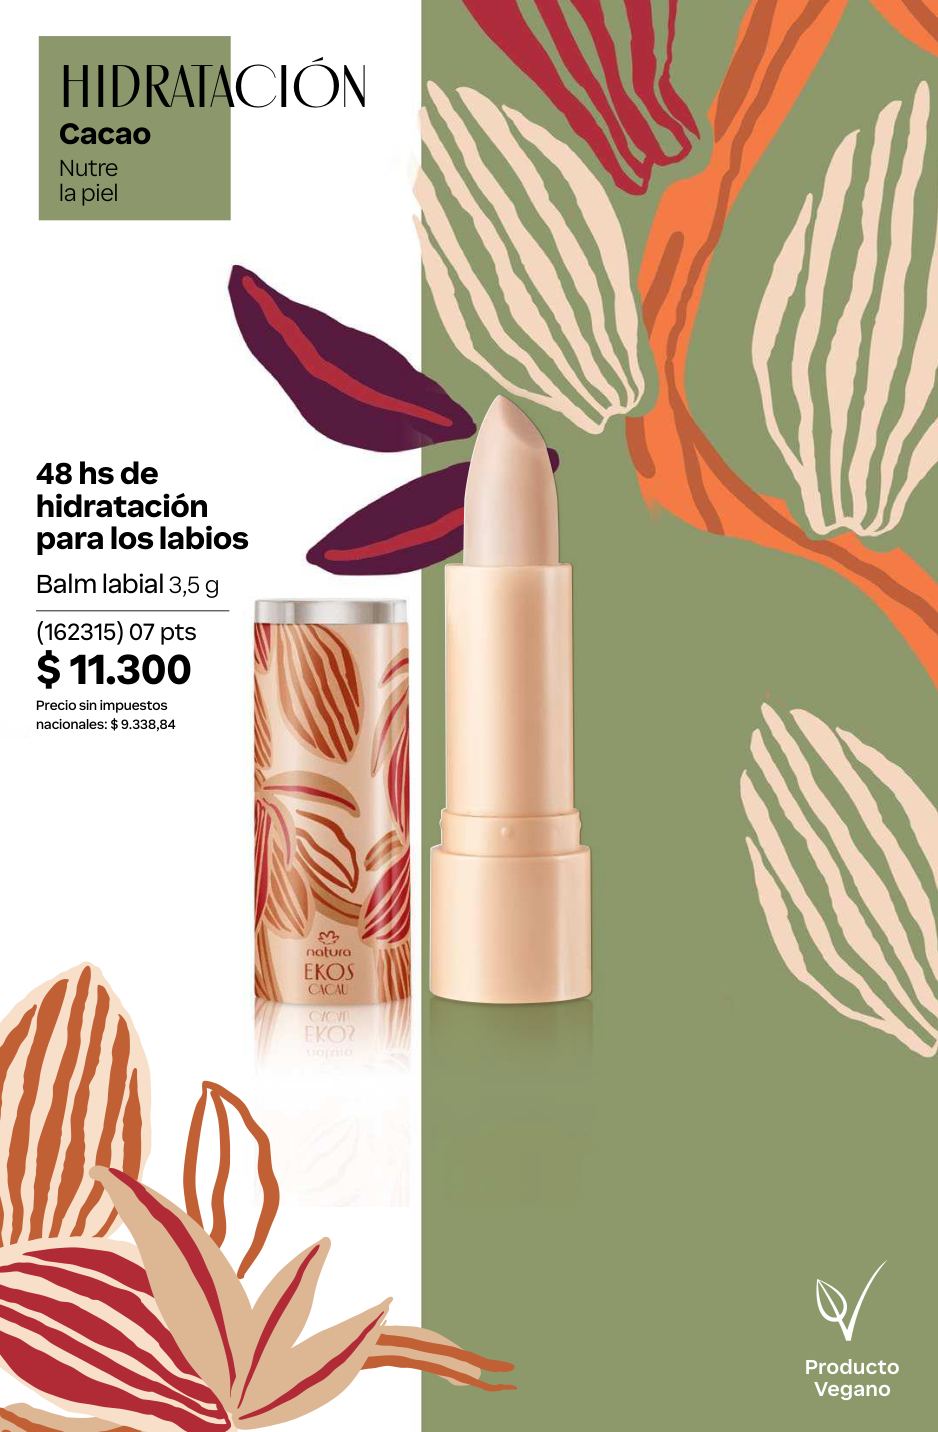 HIDRATACIÓN
Cacao
Nutre
la piel
48 hs de
hidratación
para los labios
Balm labial 3,5 g
(162315) 07 pts
$ 11.300
Precio sin impuestos
nacionales: $ 9.338,84
natura
EKOS
CACAU
Producto
Vegano